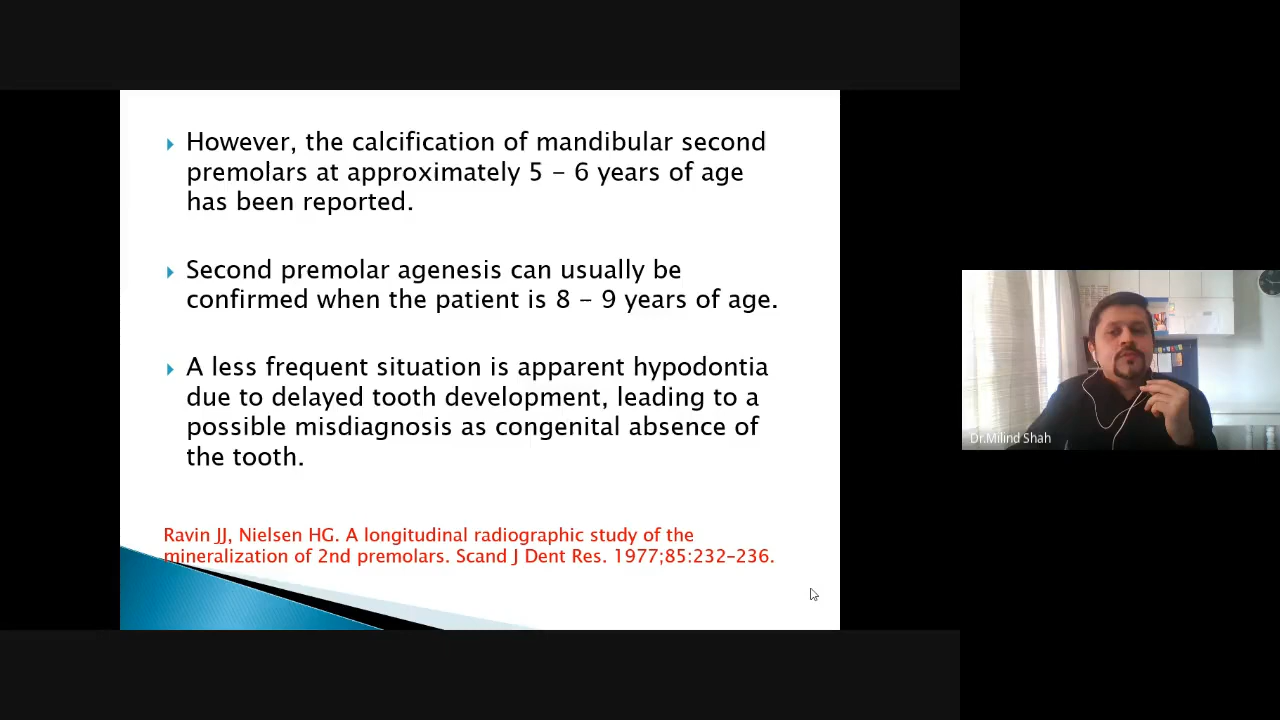 However, the calcification of mandibular second
premolars at approximately 5 – 6 years of age
has been reported.
Second premolar agenesis can usually be
confirmed when the patient is 8 – 9 years of age.
A less frequent situation is apparent hypodontia
due to delayed tooth development, leading to a
possible misdiagnosis as congenital absence of
the tooth.
Ravin JJ, Nielsen HG. A longitudinal radiographic study of the
mineralization of 2nd premolars. Scand J Dent Res. 1977;85:232–236.
Dr.Milind Shah